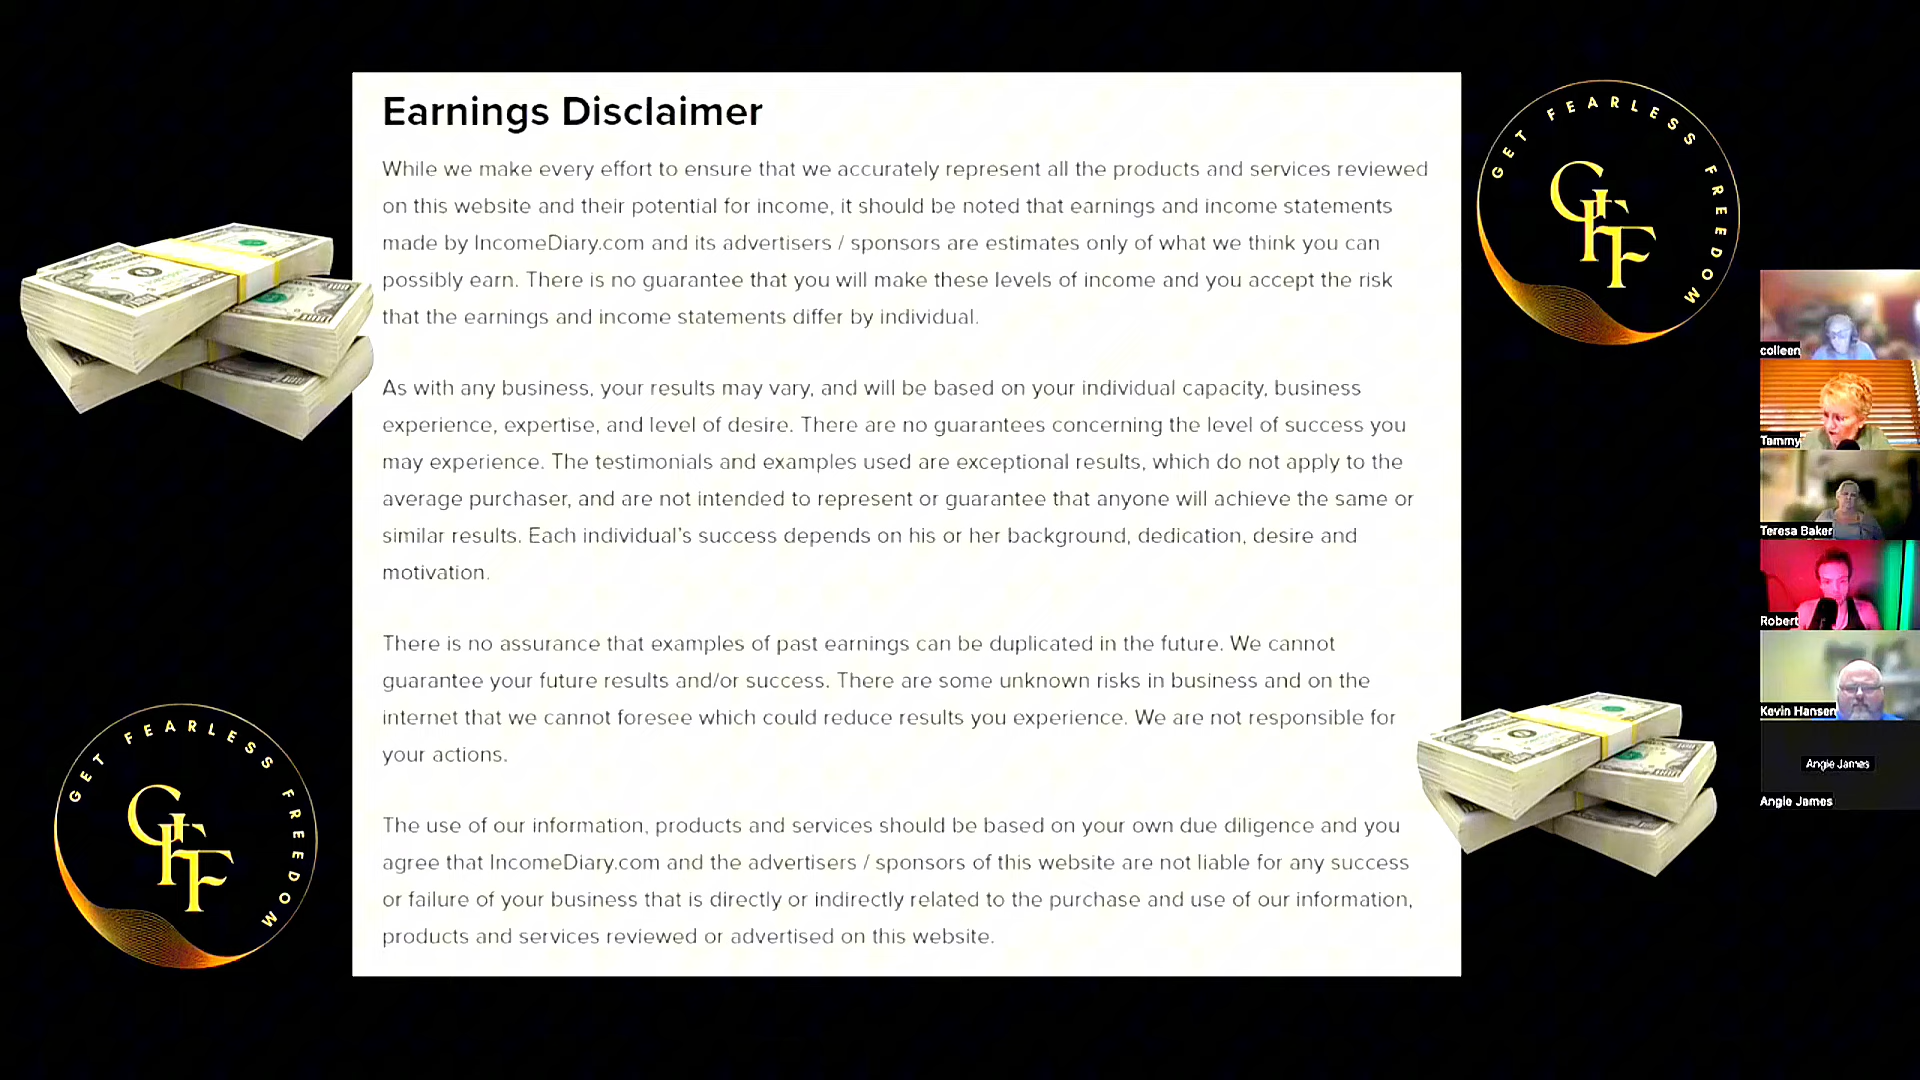 Earnings Disclaimer
While we make every effort to ensure that we accurately represent all the products and services reviewed
on this website and their potential for income, it should be noted that earnings and income statements
made by IncomeDiary.com and its advertisers / sponsors are estimates only of what we think you can
possibly earn. There is no guarantee that you will make these levels of income and you accept the risk
that the earnings and income statements differ by individual.
As with any business, your results may vary, and will be based on your individual capacity, business
experience, expertise, and level of desire. There are no guarantees concerning the level of success you
may experience. The testimonials and examples used are exceptional results, which do not apply to the
average purchaser, and are not intended to represent or guarantee that anyone will achieve the same or
similar results. Each individual’s success depends on his or her background, dedication, desire and
motivation.
There is no assurance that examples of past earnings can be duplicated in the future. We cannot
guarantee your future results and/or success. There are some unknown risks in business and on the
internet that we cannot foresee which could reduce results you experience. We are not responsible for
your actions.
The use of our information, products and services should be based on your own due diligence and you
agree that IncomeDiary.com and the advertisers / sponsors of this website are not liable for any success
or failure of your business that is directly or indirectly related to the purchase and use of our information,
products and services reviewed or advertised on this website.
GET FEARLESS FREEDOM
GFF
GET FEARLESS FREEDOM
GFF
colleen
Tammy
Teresa Baker
Robert
Kevin Hansen
Angie James
Angie James